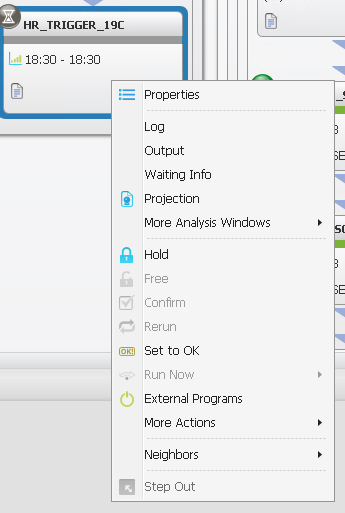 HR_TRIGGER_19C
18:30 - 18:30
Properties
Log
Output
Waiting Info
Projection
More Analysis Windows
Hold
Free
Confirm
Rerun
OK!
Set to OK
Run Now
External Programs
More Actions
Neighbors
Step Out